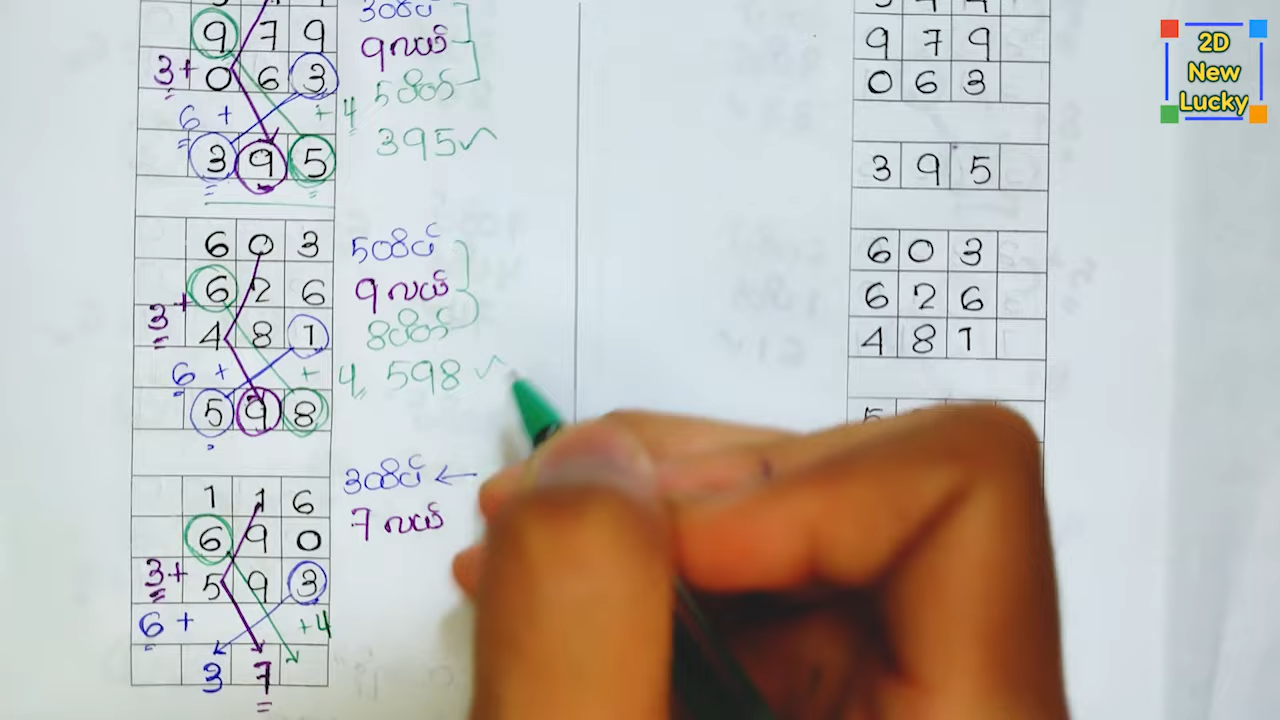 9 7 9
3+ 0 6 3
6 + + 4
3 9 5
9လယ်
5ပိတ်
395
6 0 3
6 2 6
3+ 4 8 1
6 + + 4
5 9 8
5ထိပ်
9လယ်
8ပိတ်
598
1 1 6
6 9 0
3+ 5 9 3
6 + +4
3 7
3ထိပ် ←
7လယ်
9 7 9
0 6 3
3 9 5
6 0 3
6 2 6
4 8 1
2D
New
Lucky